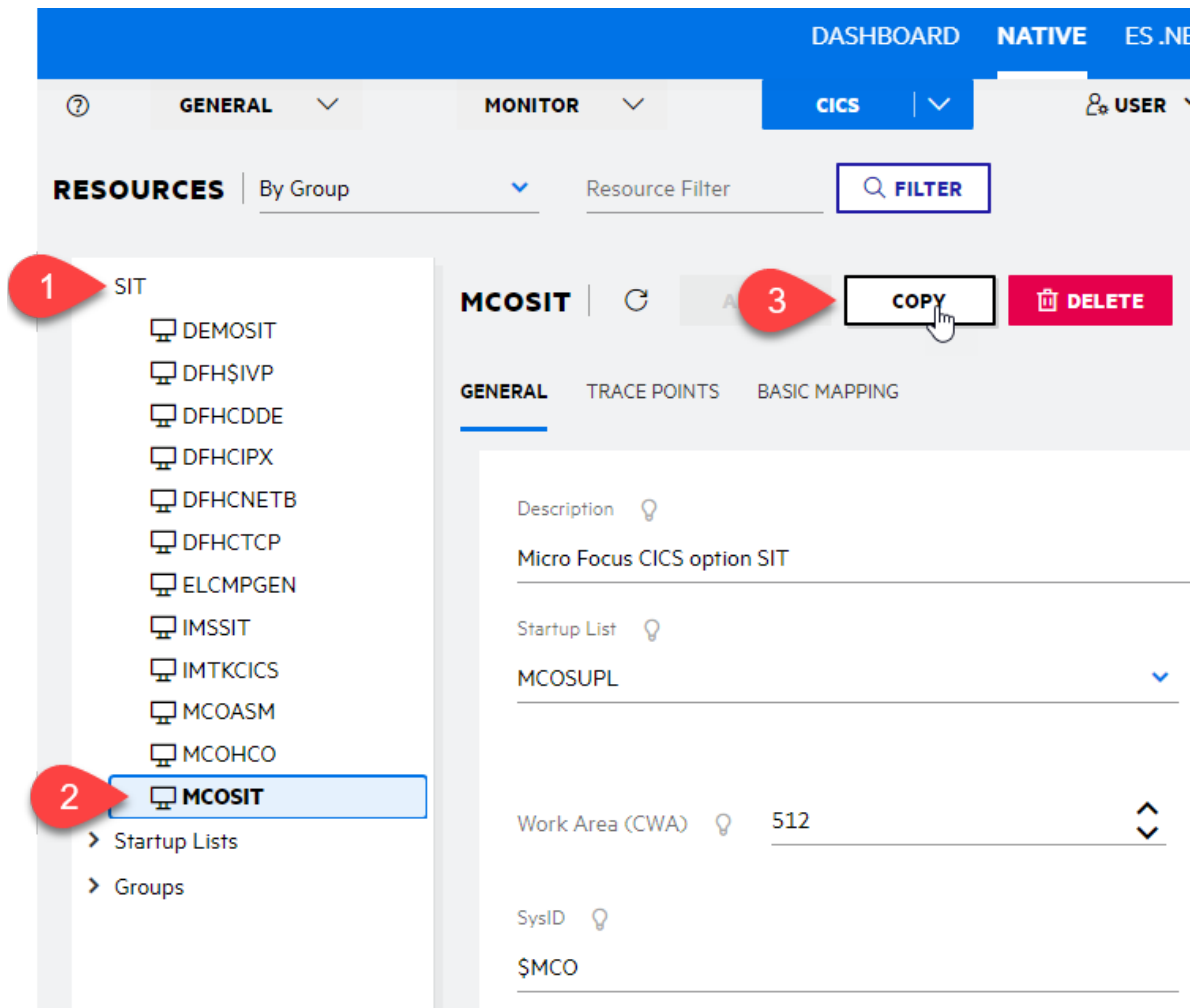 DASHBOARD NATIVE ES .NE
GENERAL MONITOR CICS USER
RESOURCES By Group Resource Filter FILTER
1 SIT
MCOSIT A 3 COPY DELETE
DEMOSIT
DFH$IVP
GENERAL TRACE POINTS BASIC MAPPING
DFHCDDE
DFHCIPX
DFHCNETB
DFHCTCP
ELCMPGEN
IMSSIT
IMTKCICS
MCOASM
MCOHCO
2 MCOSIT
Startup Lists
Groups
Description
Micro Focus CICS option SIT
Startup List
MCOSUPL
Work Area (CWA) 512
SysID
$MCO